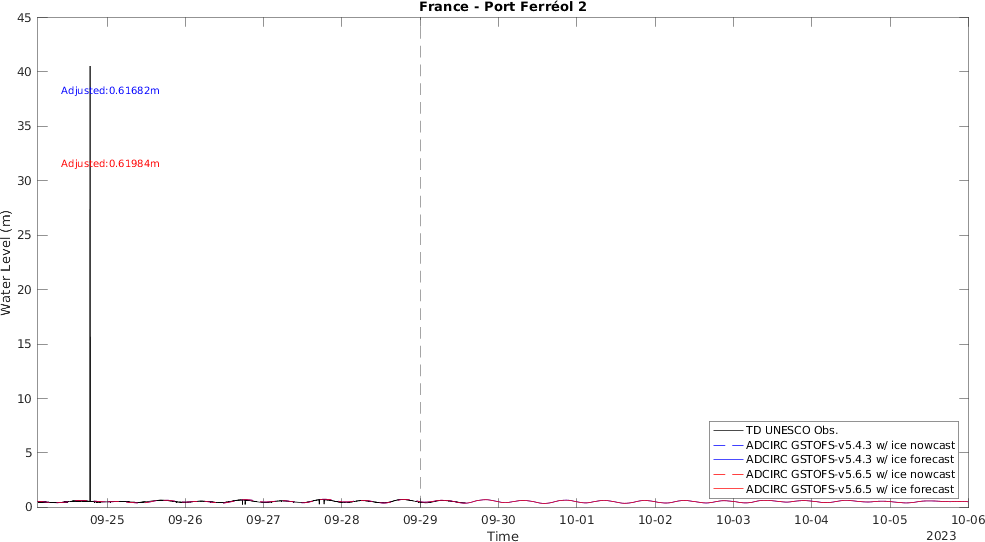 France - Port Ferréol 2
45
40
35
30
25
20
15
10
5
0
Water Level (m)
Adjusted:0.61682m
Adjusted:0.61984m
TD UNESCO Obs.
ADCIRC GSTOFS-v5.4.3 w/ ice nowcast
ADCIRC GSTOFS-v5.4.3 w/ ice forecast
ADCIRC GSTOFS-v5.6.5 w/ ice nowcast
ADCIRC GSTOFS-v5.6.5 w/ ice forecast
09-25 09-26 09-27 09-28 09-29 09-30 10-01 10-02 10-03 10-04 10-05 10-06
Time
2023